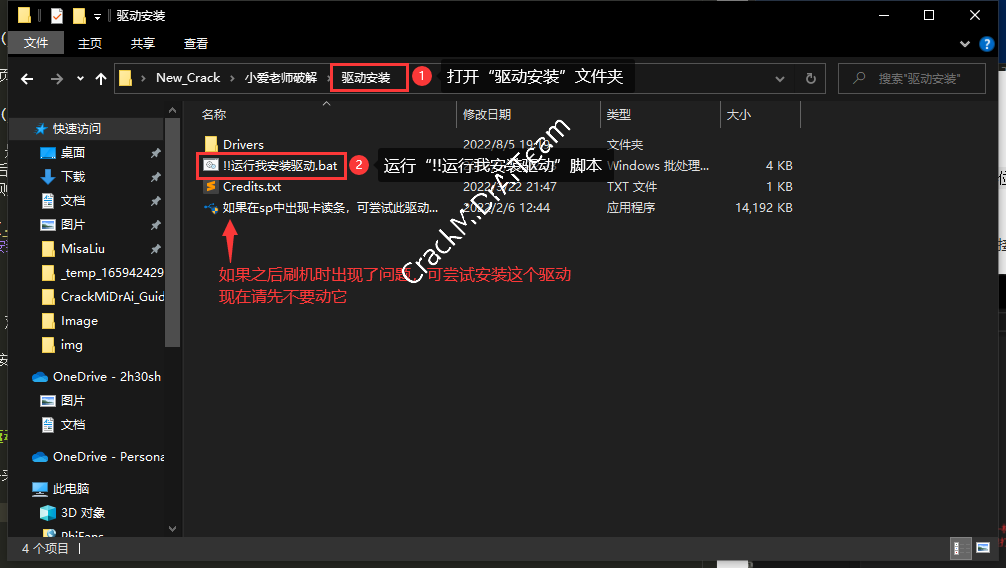 驱动安装
文件 主页 共享 查看
New_Crack 小爱老师破解 驱动安装 1 打开“驱动安装”文件夹 搜索"驱动安装"
名称 修改日期 类型 大小
快速访问
桌面
下载
文档
图片
MisaLiu
_temp_165942429
CrackMiDrAi_Guid
Image
img
OneDrive - 2h30sh
图片
文档
OneDrive - Persona
此电脑
3D 对象
PhiFans
Drivers 2022/8/5 19:18 文件夹
!!运行我安装驱动.bat 2 运行“!!运行我安装驱动”脚本 Windows 批处理... 4 KB
Credits.txt 2022/3/22 21:47 TXT 文件 1 KB
如果在sp中出现卡读条，可尝试此驱动... 2022/2/6 12:44 应用程序 14,192 KB
如果之后刷机时出现了问题，可尝试安装这个驱动
现在请先不要动它
CrackMiDrAi Team
4 个项目